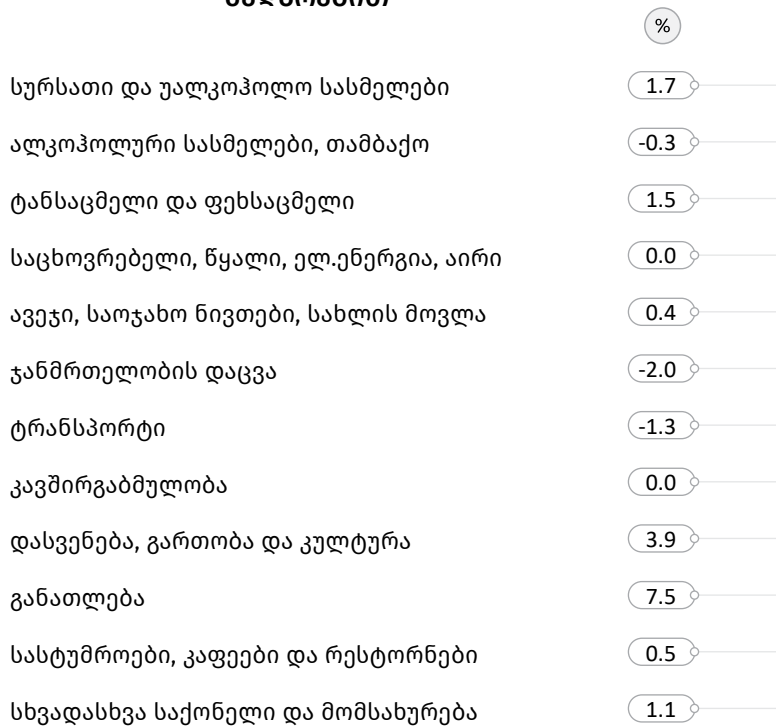 %
სურსათი და უალკოჰოლო სასმელები 1.7
ალკოჰოლური სასმელები, თამბაქო -0.3
ტანსაცმელი და ფეხსაცმელი 1.5
საცხოვრებელი, წყალი, ელ.ენერგია, აირი 0.0
ავეჯი, საოჯახო ნივთები, სახლის მოვლა 0.4
ჯანმრთელობის დაცვა -2.0
ტრანსპორტი -1.3
კავშირგაბმულობა 0.0
დასვენება, გართობა და კულტურა 3.9
განათლება 7.5
სასტუმროები, კაფეები და რესტორნები 0.5
სხვადასხვა საქონელი და მომსახურება 1.1